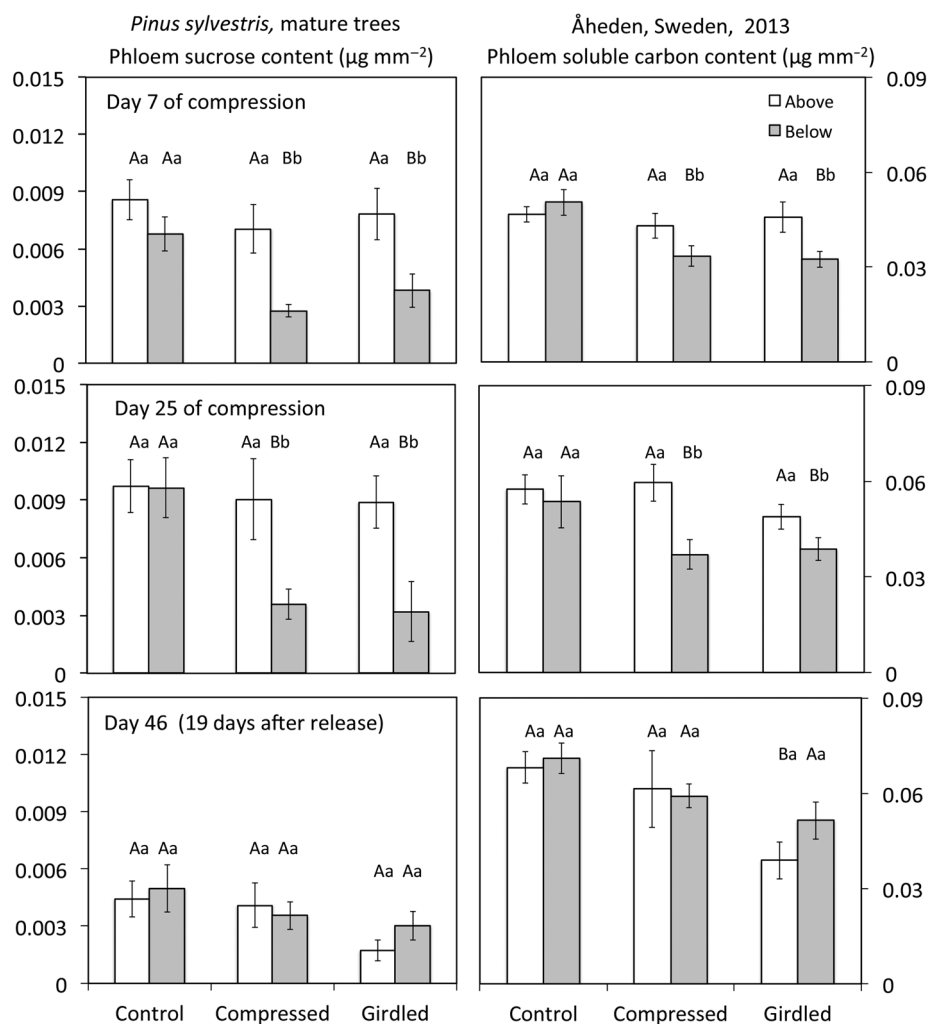 Pinus sylvestris, mature trees
Åheden, Sweden, 2013
Phloem sucrose content (µg mm⁻²)
Phloem soluble carbon content (µg mm⁻²)
0.015
0.012
0.009
0.006
0.003
0
Day 7 of compression
Aa Aa
Aa Bb
Aa Bb
Above
Below
Aa Aa
Aa Bb
Aa Bb
0.09
0.06
0.03
0
0.015
0.012
0.009
0.006
0.003
0
Day 25 of compression
Aa Aa
Aa Bb
Aa Bb
Aa Aa
Aa Bb
Aa Bb
0.09
0.06
0.03
0
0.015
0.012
0.009
0.006
0.003
0
Day 46 (19 days after release)
Aa Aa
Aa Aa
Aa Aa
Aa Aa
Aa Aa
Ba Aa
0.09
0.06
0.03
0
Control Compressed Girdled
Control Compressed Girdled